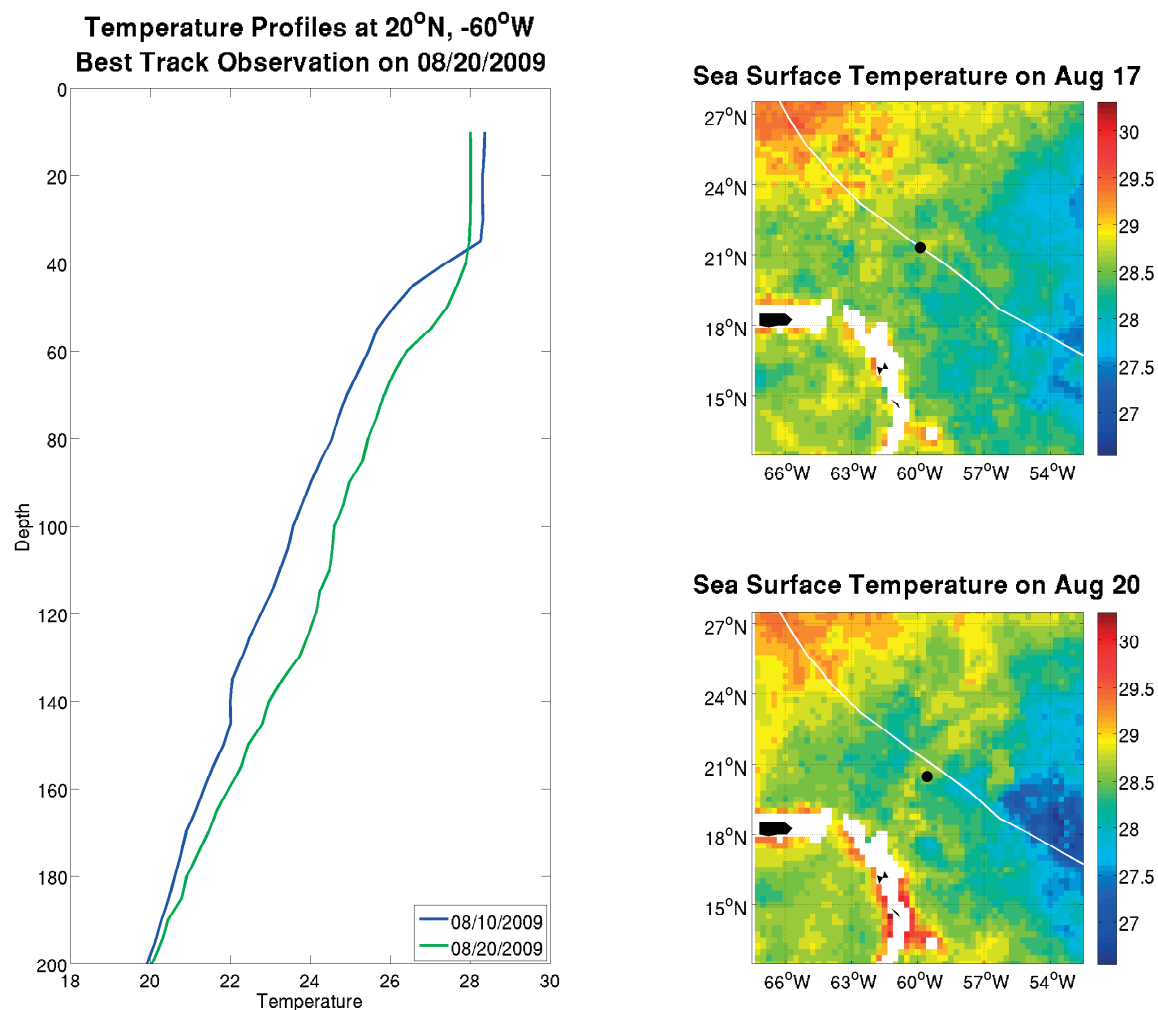 Temperature Profiles at 20°N, -60°W
Best Track Observation on 08/20/2009
0
20
40
60
80
100
120
140
160
180
200
Depth
18
20
22
24
26
28
30
Temperature
08/10/2009
08/20/2009
Sea Surface Temperature on Aug 17
27°N
24°N
21°N
18°N
15°N
66°W
63°W
60°W
57°W
54°W
30
29.5
29
28.5
28
27.5
27
Sea Surface Temperature on Aug 20
27°N
24°N
21°N
18°N
15°N
66°W
63°W
60°W
57°W
54°W
30
29.5
29
28.5
28
27.5
27